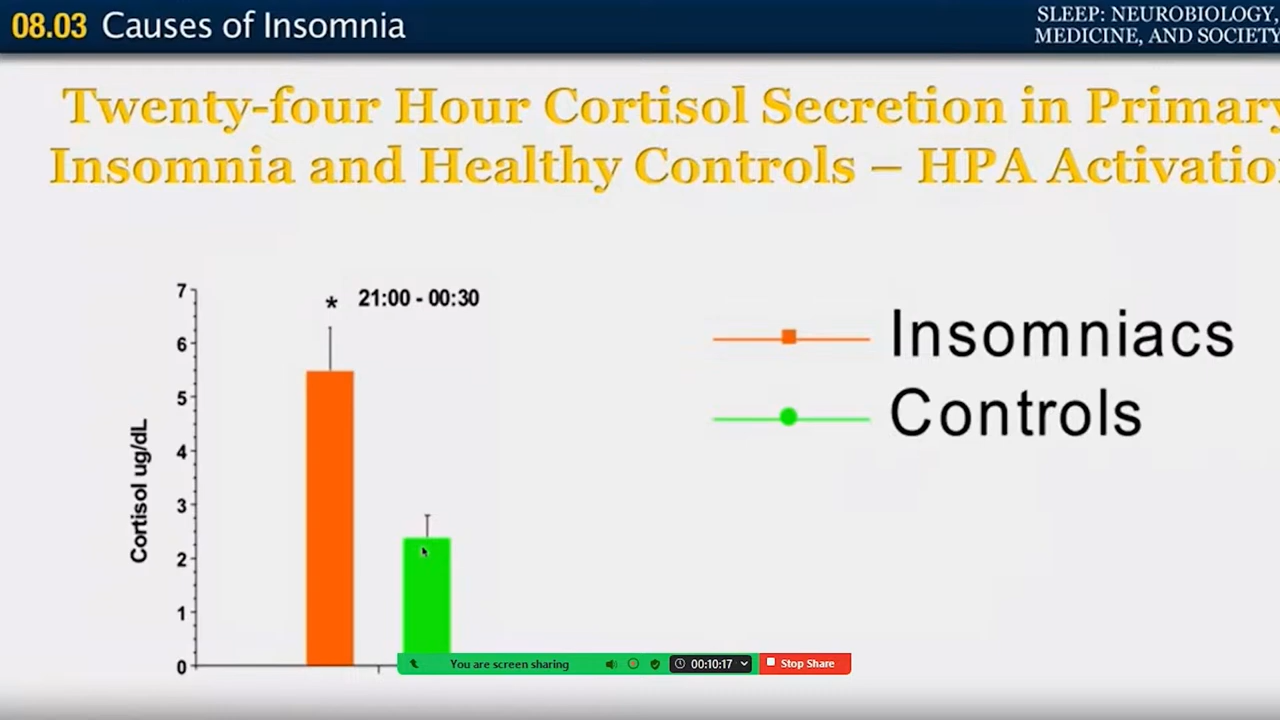 08.03 Causes of Insomnia
SLEEP: NEUROBIOLOGY,
MEDICINE, AND SOCIETY
Twenty-four Hour Cortisol Secretion in Primary
Insomnia and Healthy Controls – HPA Activatio
7
* 21:00 - 00:30
6
5
4
3
2
1
0
Cortisol ug/dL
Insomniacs
Controls
You are screen sharing
00:10:17
Stop Share